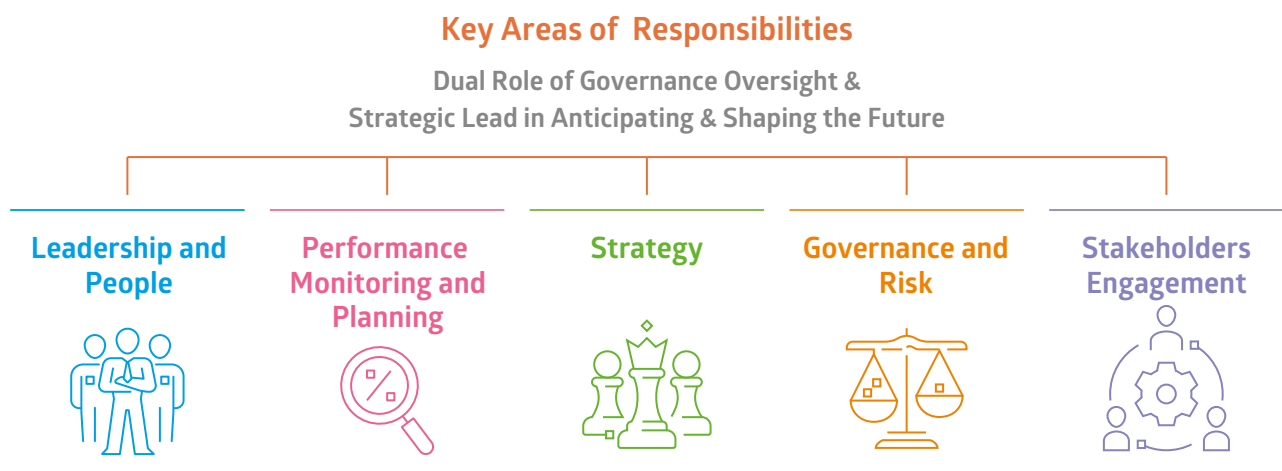 Key Areas of Responsibilities
Dual Role of Governance Oversight &
Strategic Lead in Anticipating & Shaping the Future
Leadership and
People
Performance
Monitoring and
Planning
Strategy
Governance and
Risk
Stakeholders
Engagement